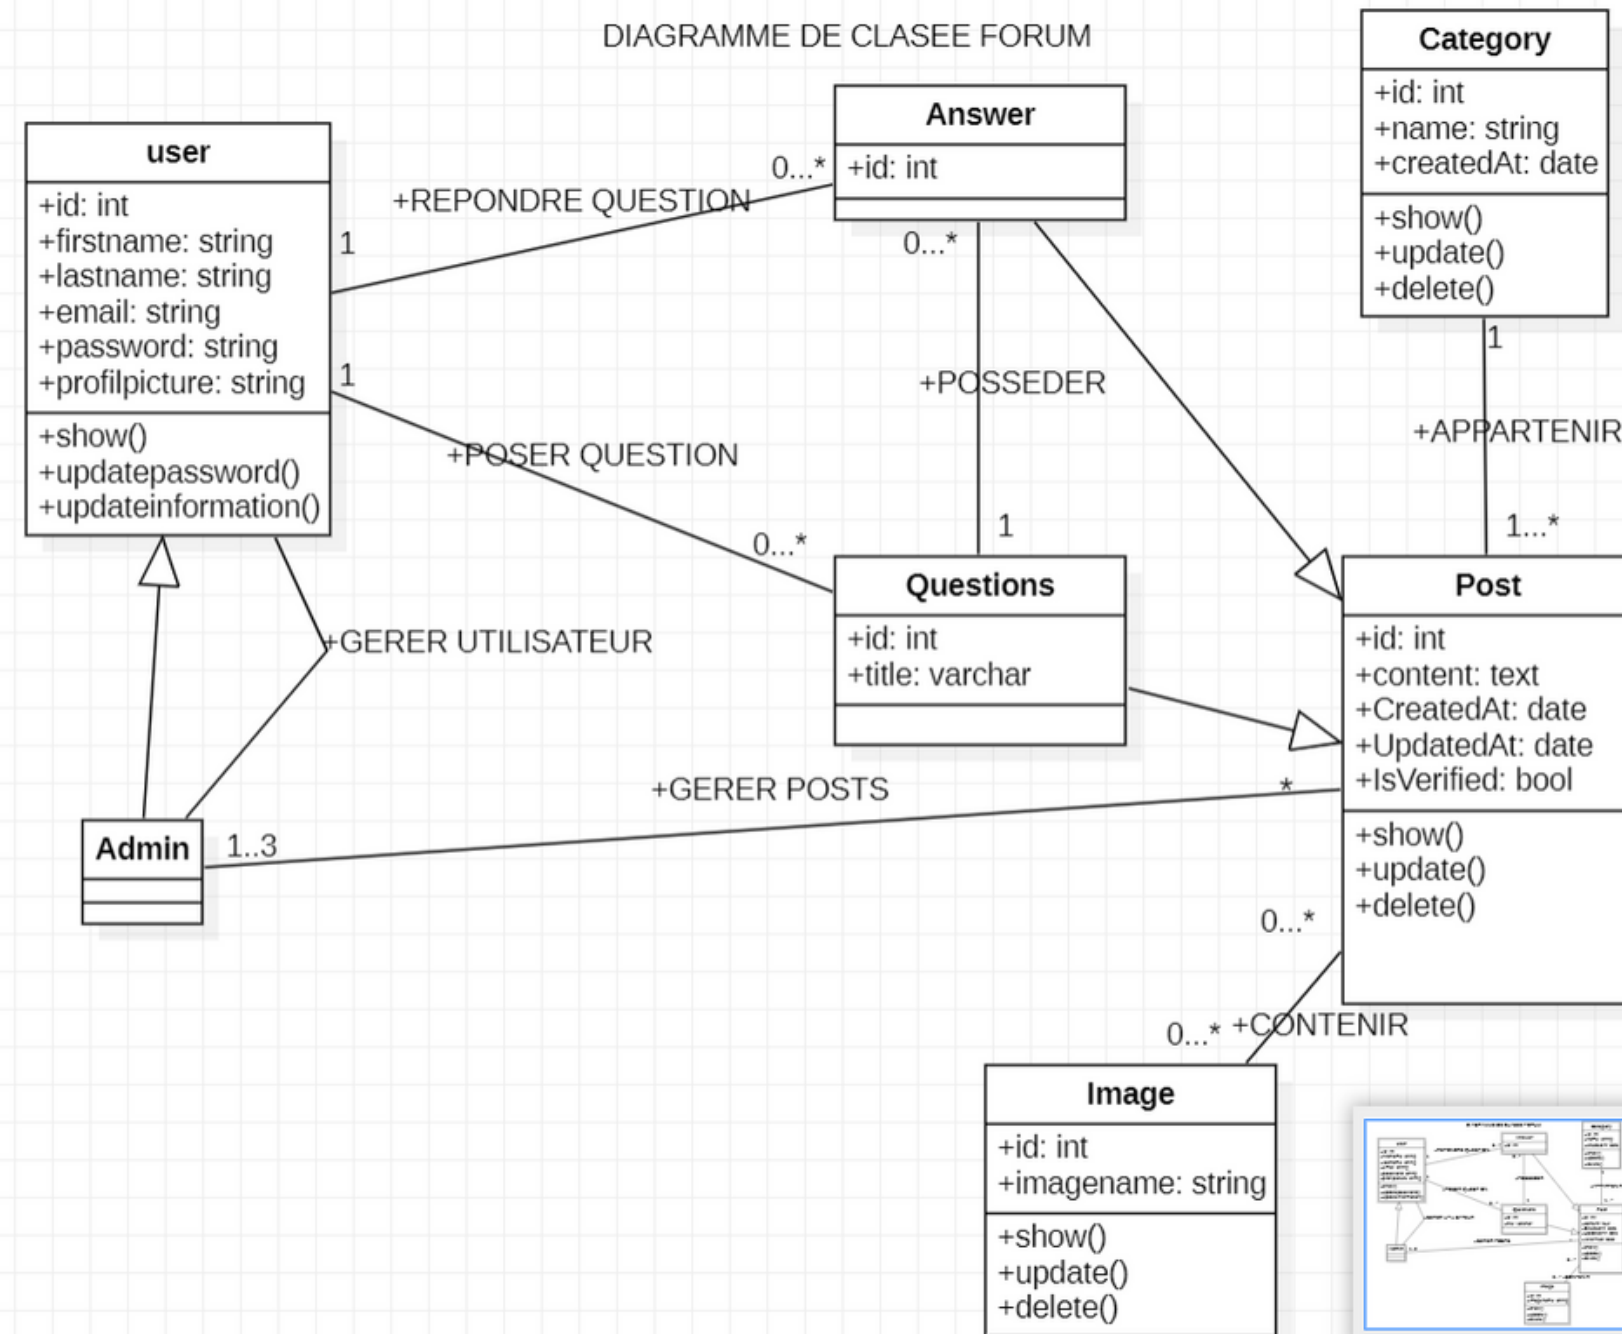 DIAGRAMME DE CLASEE FORUM
user
+id: int
+firstname: string
+lastname: string
+email: string
+password: string
+profilpicture: string
+show()
+updatepassword()
+updateinformation()
1
+REPONDRE QUESTION
0...*
Answer
+id: int
Category
+id: int
+name: string
+createdAt: date
+show()
+update()
+delete()
1
+POSER QUESTION
0...*
0...*
+POSSEDER
1
1
+APPARTENIR
1...*
Questions
+id: int
+title: varchar
Post
+id: int
+content: text
+CreatedAt: date
+UpdatedAt: date
+IsVerified: bool
+show()
+update()
+delete()
+GERER UTILISATEUR
Admin
1..3
+GERER POSTS
*
0...*
0...*
+CONTENIR
Image
+id: int
+imagename: string
+show()
+update()
+delete()